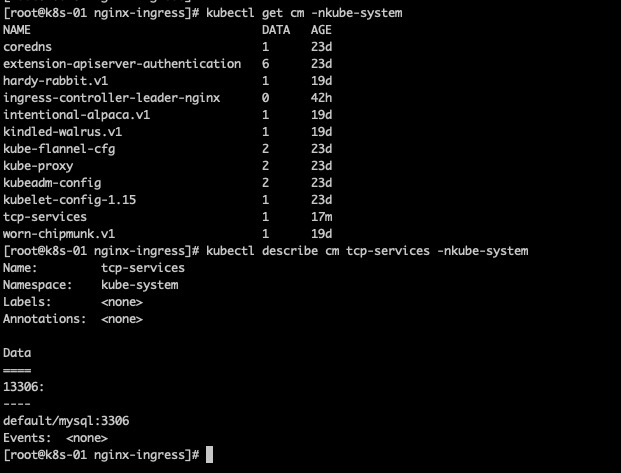 [root@k8s-01 nginx-ingress]# kubectl get cm -nkube-system
NAME                                 DATA   AGE
coredns                              1      23d
extension-apiserver-authentication   6      23d
hardy-rabbit.v1                      1      19d
ingress-controller-leader-nginx      0      42h
intentional-alpaca.v1                1      19d
kindled-walrus.v1                    1      19d
kube-flannel-cfg                     2      23d
kube-proxy                           2      23d
kubeadm-config                       2      23d
kubelet-config-1.15                  1      23d
tcp-services                         1      17m
worn-chipmunk.v1                     1      19d
[root@k8s-01 nginx-ingress]# kubectl describe cm tcp-services -nkube-system
Name:         tcp-services
Namespace:    kube-system
Labels:       <none>
Annotations:  <none>

Data
====
13306:
----
default/mysql:3306
Events:  <none>
[root@k8s-01 nginx-ingress]#